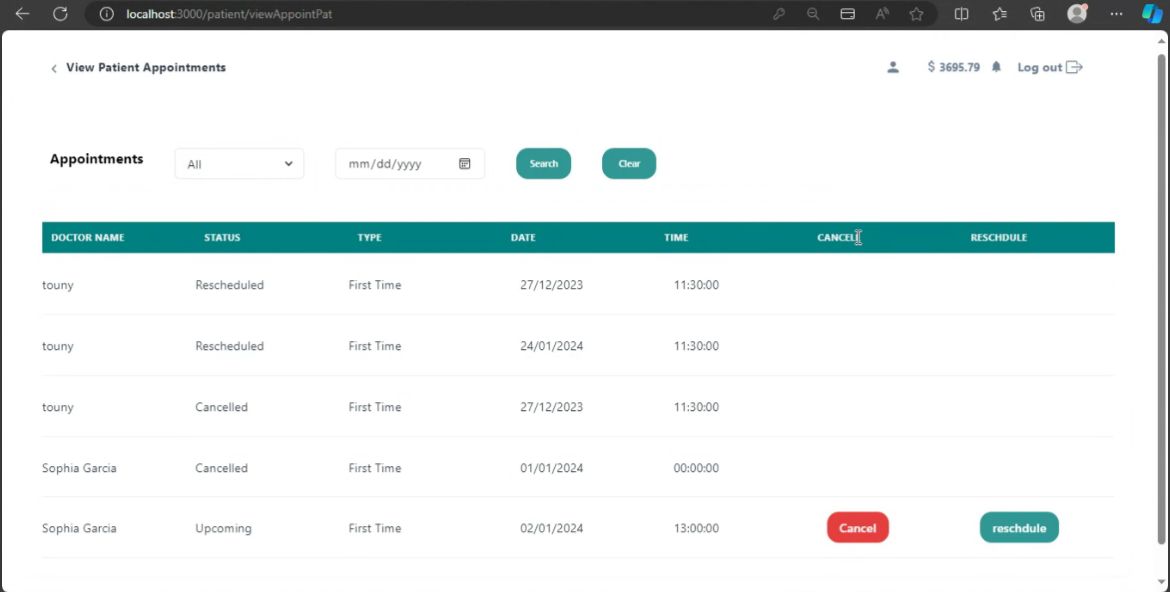 localhost:3000/patient/viewAppointPat
View Patient Appointments $ 3695.79 Log out
Appointments All mm/dd/yyyy Search Clear
DOCTOR NAME STATUS TYPE DATE TIME CANCEL RESCHDULE
touny Rescheduled First Time 27/12/2023 11:30:00
touny Rescheduled First Time 24/01/2024 11:30:00
touny Cancelled First Time 27/12/2023 11:30:00
Sophia Garcia Cancelled First Time 01/01/2024 00:00:00
Sophia Garcia Upcoming First Time 02/01/2024 13:00:00 Cancel reschdule